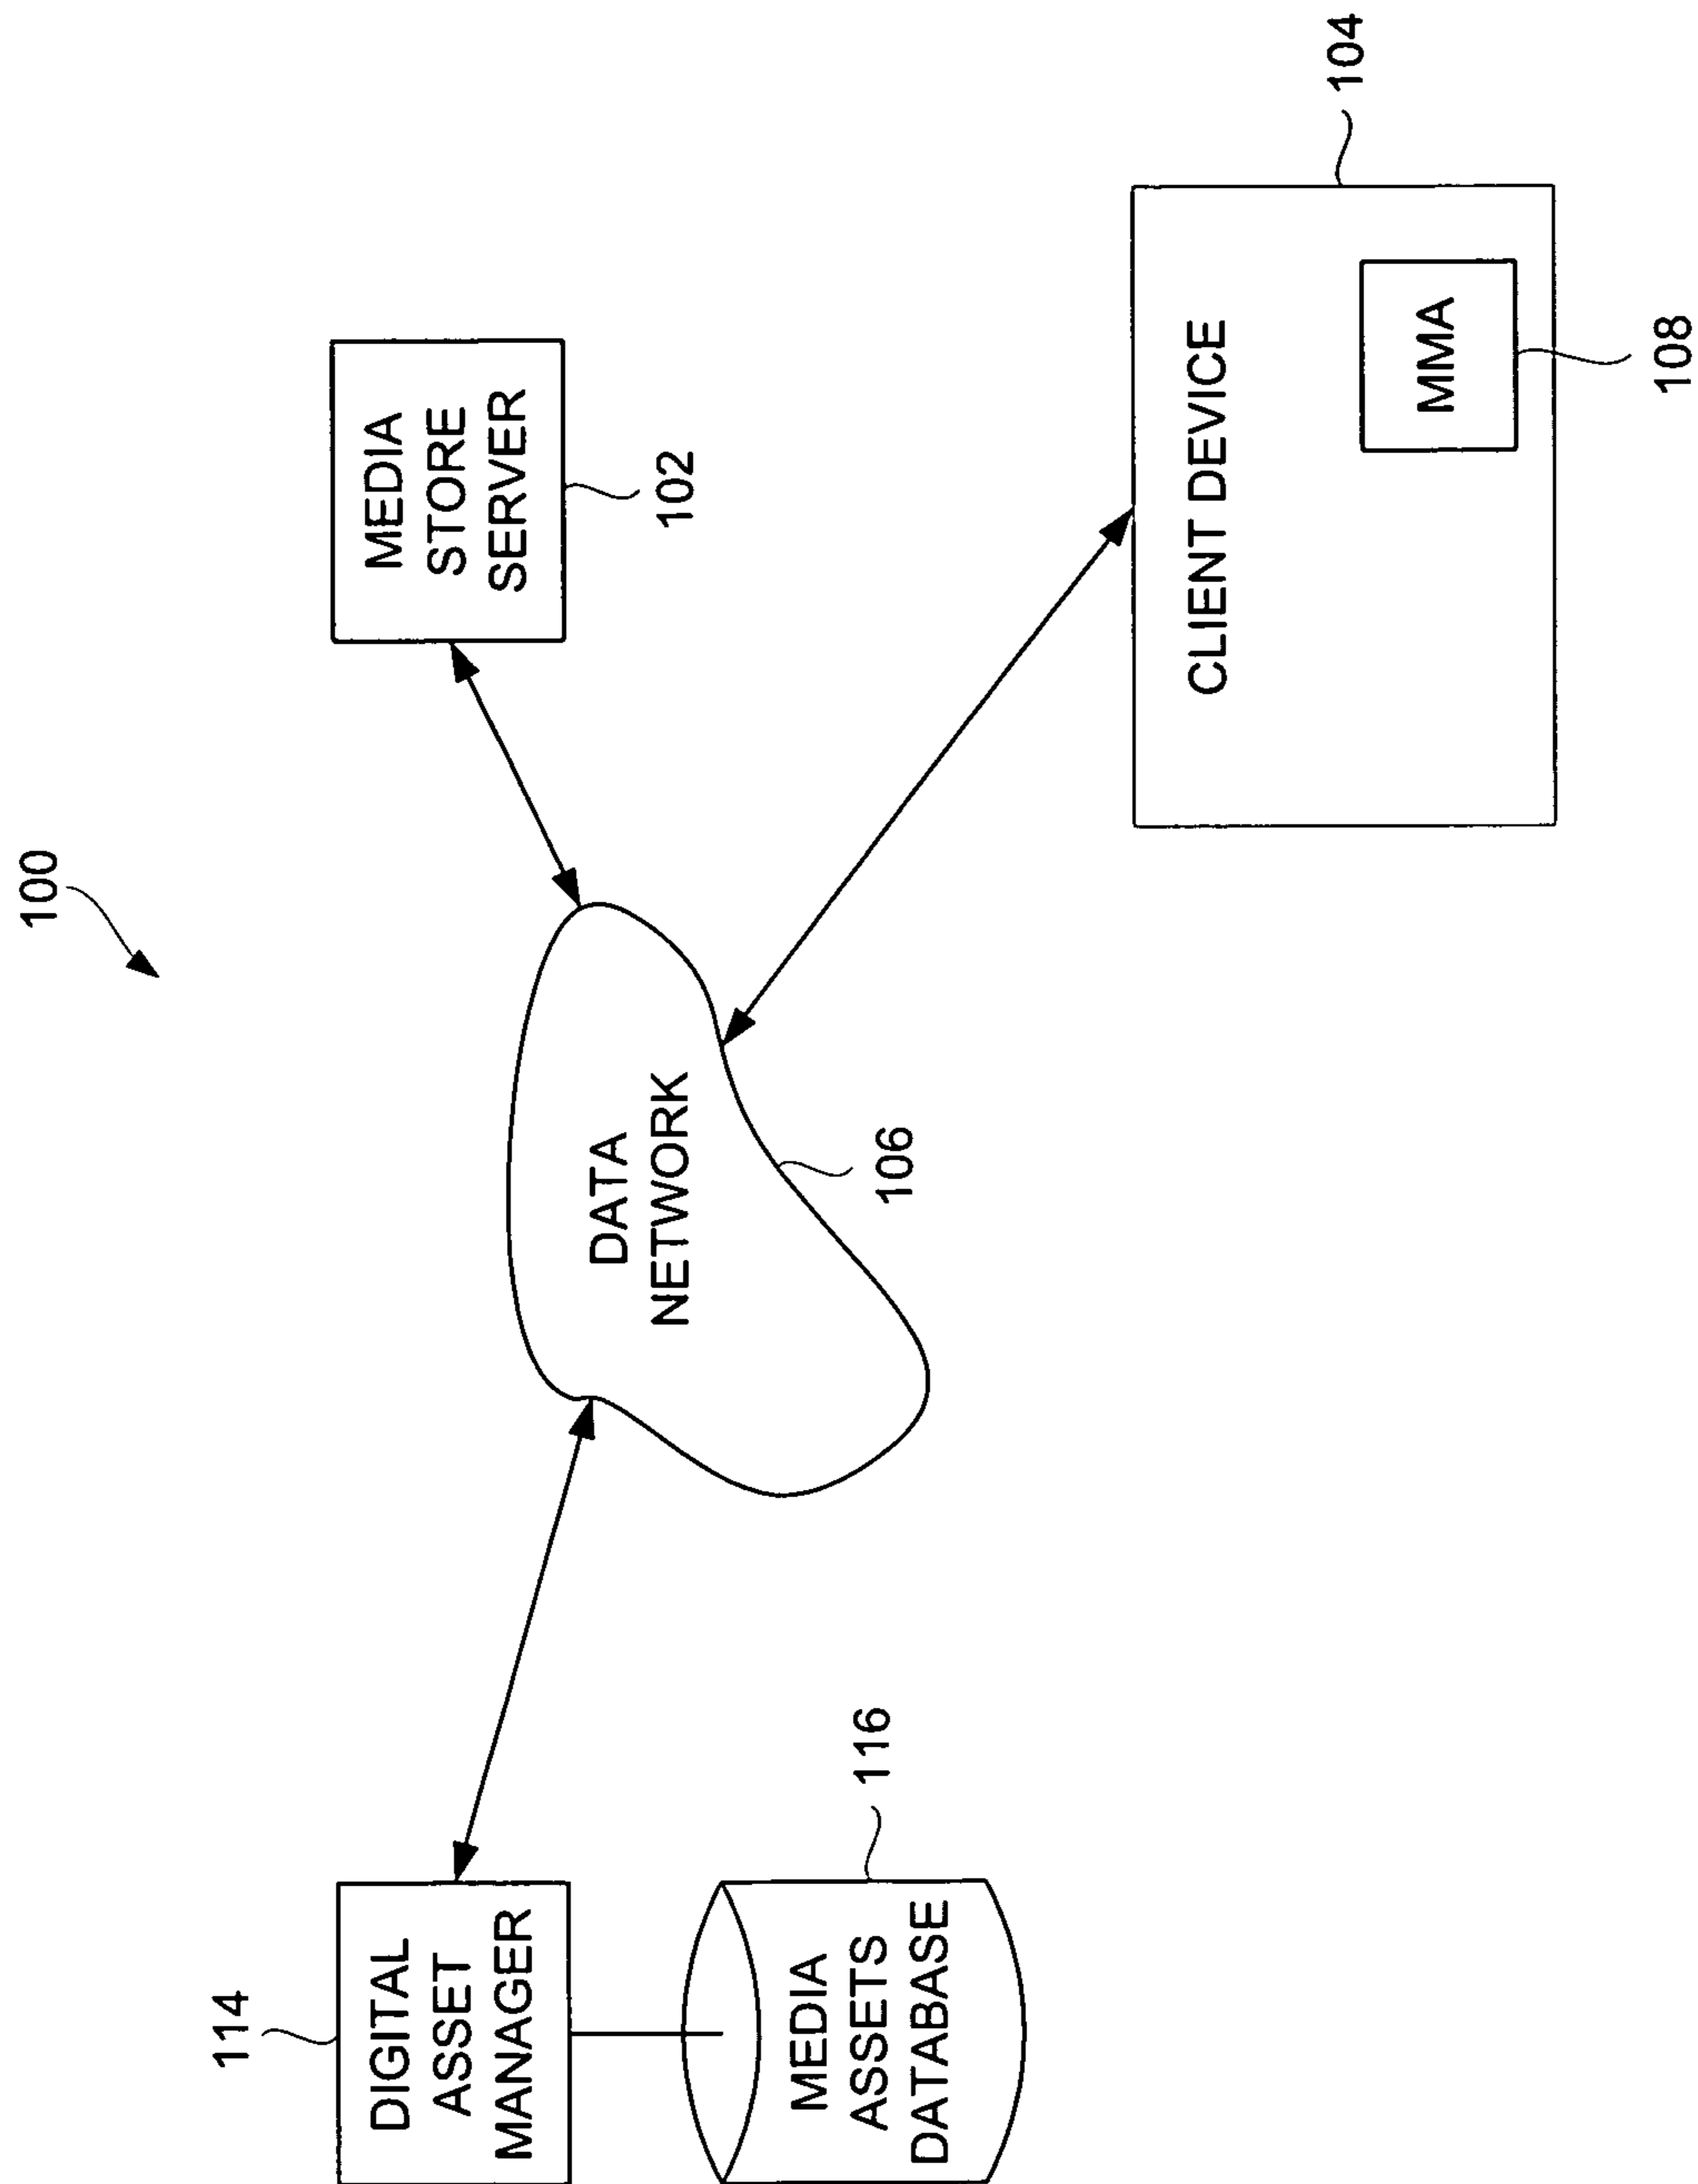 100
114
DIGITAL
ASSET
MANAGER
MEDIA
STORE
SERVER
102
DATA
NETWORK
106
116
MEDIA
ASSETS
DATABASE
CLIENT DEVICE
104
MMA
108